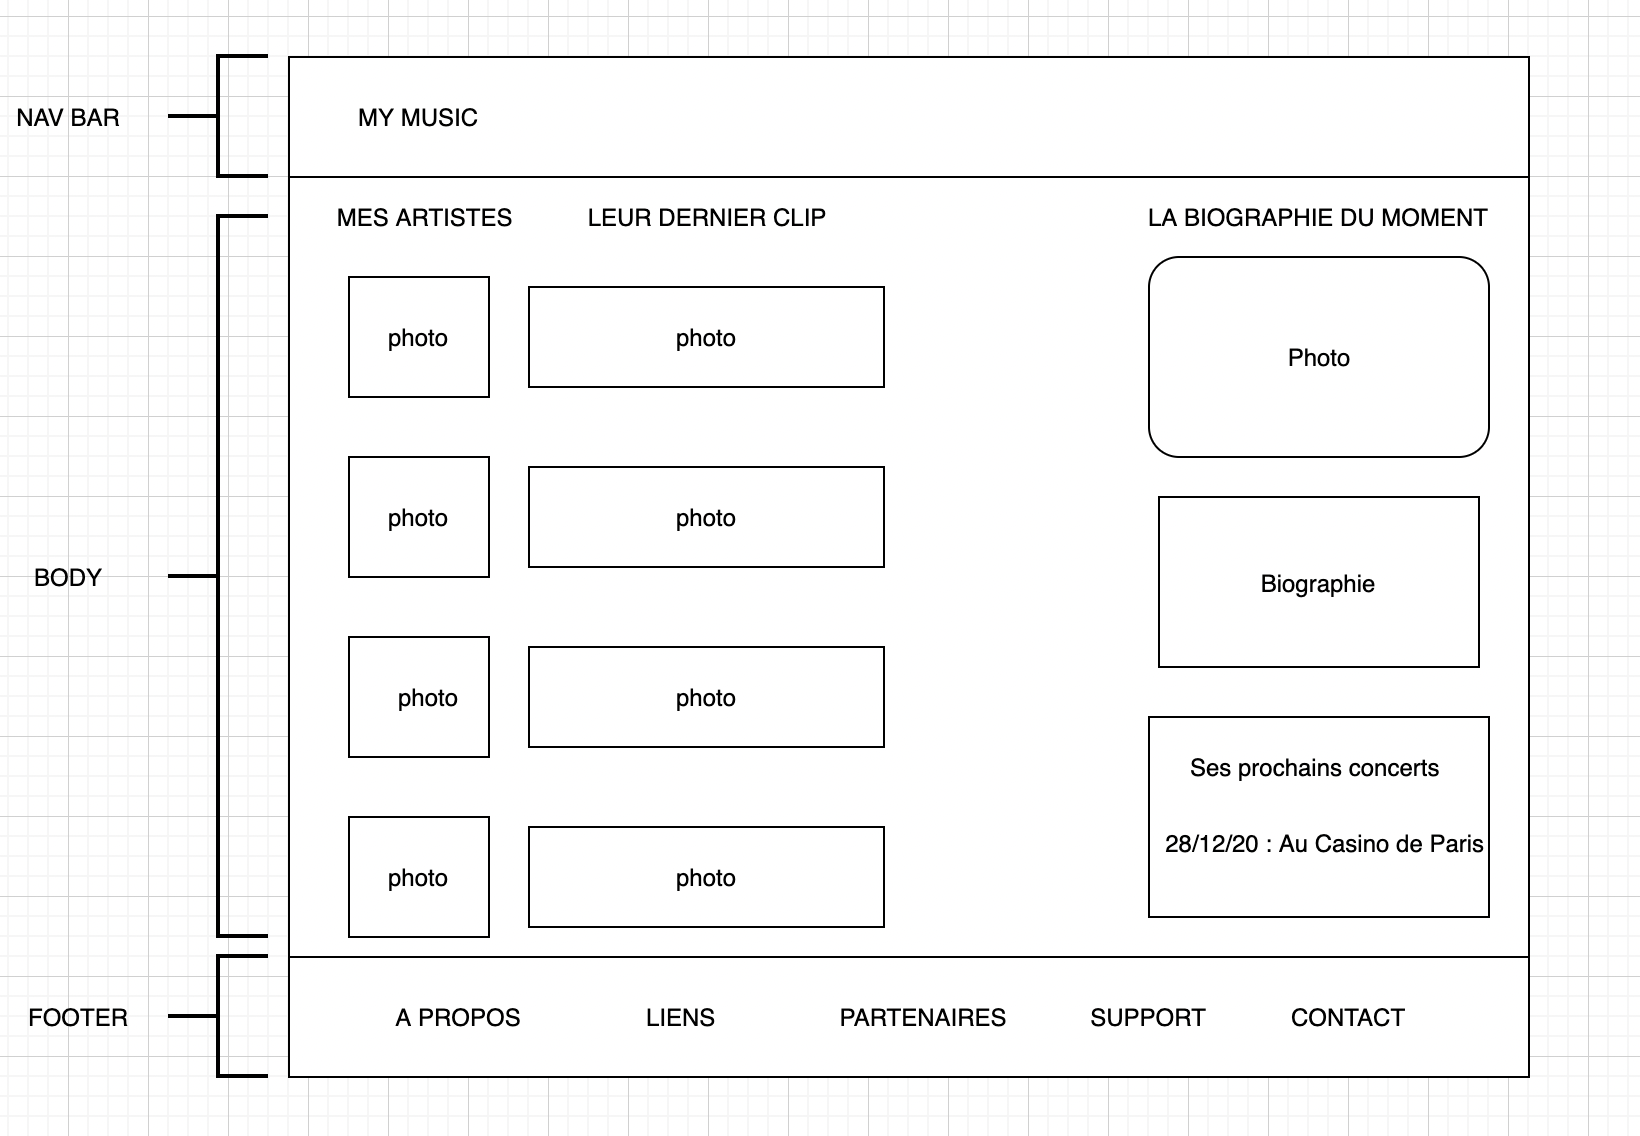 NAV BAR
MY MUSIC
MES ARTISTES
LEUR DERNIER CLIP
LA BIOGRAPHIE DU MOMENT
photo
photo
Photo
photo
photo
BODY
Biographie
photo
photo
Ses prochains concerts
28/12/20 : Au Casino de Paris
photo
photo
FOOTER
A PROPOS
LIENS
PARTENAIRES
SUPPORT
CONTACT